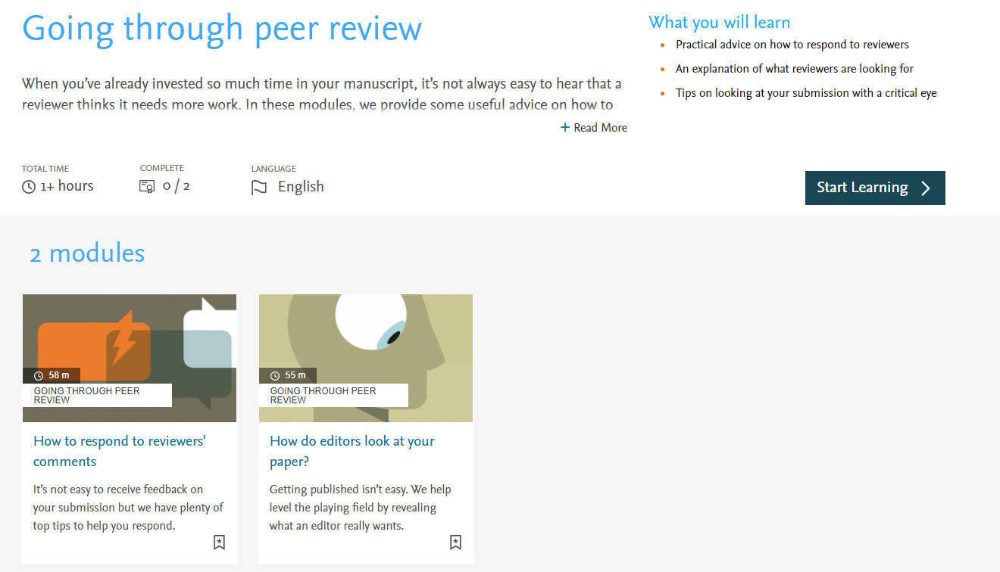 Going through peer review
When you’ve already invested so much time in your manuscript, it’s not always easy to hear that a
reviewer thinks it needs more work. In these modules, we provide some useful advice on how to
+ Read More
What you will learn
• Practical advice on how to respond to reviewers
• An explanation of what reviewers are looking for
• Tips on looking at your submission with a critical eye
TOTAL TIME
1+ hours
COMPLETE
0 / 2
LANGUAGE
English
Start Learning
2 modules
58 m
GOING THROUGH PEER
REVIEW
How to respond to reviewers'
comments
It’s not easy to receive feedback on
your submission but we have plenty of
top tips to help you respond.
55 m
GOING THROUGH PEER
REVIEW
How do editors look at your
paper?
Getting published isn’t easy. We help
level the playing field by revealing
what an editor really wants.